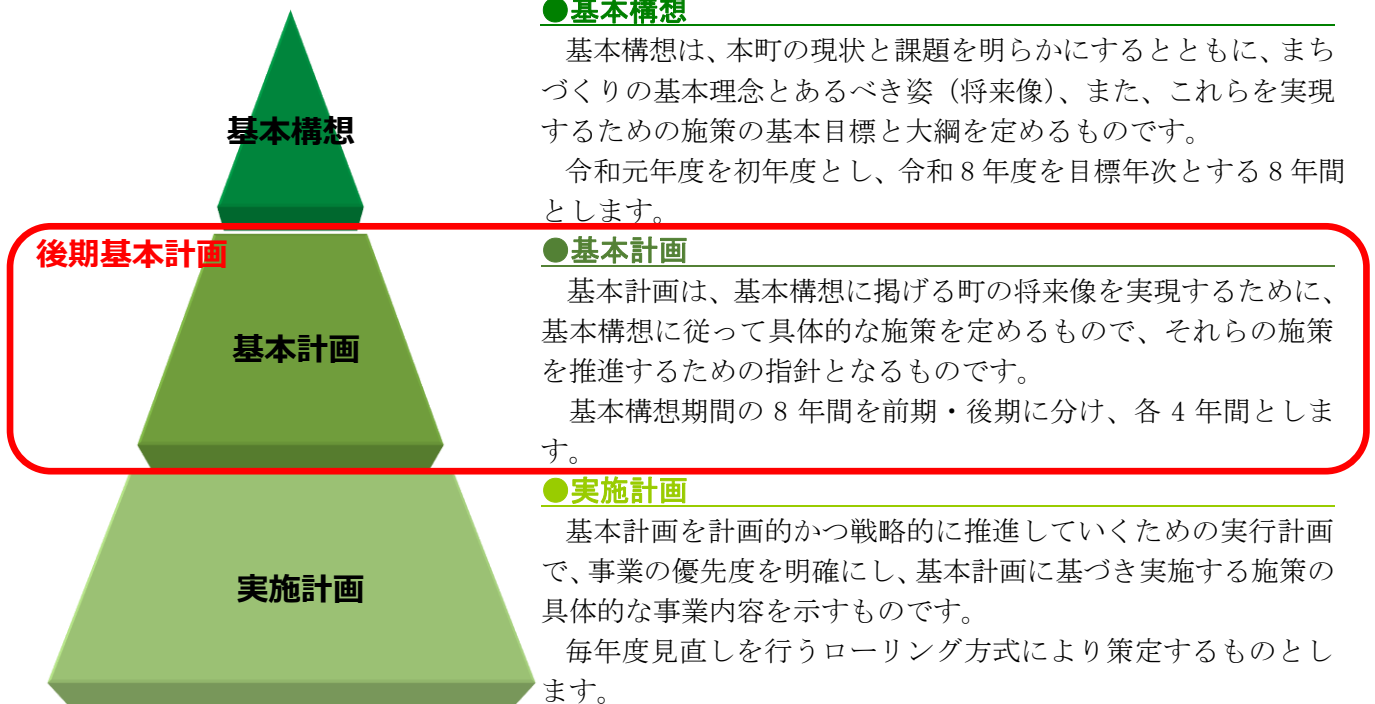 ●基本構想
基本構想は、本町の現状と課題を明らかにするとともに、まち
づくりの基本理念とあるべき姿（将来像）、また、これらを実現
するための施策の基本目標と大綱を定めるものです。
令和元年度を初年度とし、令和８年度を目標年次とする８年間
とします。
基本構想
後期基本計画
●基本計画
基本計画は、基本構想に掲げる町の将来像を実現するために、
基本構想に従って具体的な施策を定めるもので、それらの施策
を推進するための指針となるものです。
基本構想期間の 8 年間を前期・後期に分け、各 4 年間としま
す。
基本計画
●実施計画
基本計画を計画的かつ戦略的に推進していくための実行計画
で、事業の優先度を明確にし、基本計画に基づき実施する施策の
具体的な事業内容を示すものです。
毎年度見直しを行うローリング方式により策定するものとし
ます。
実施計画